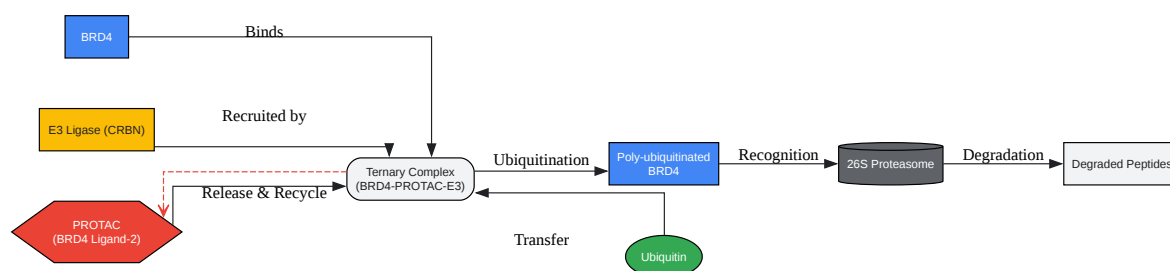 BRD4
Binds
E3 Ligase (CRBN)
Recruited by
Ternary Complex
(BRD4-PROTAC-E3)
Ubiquitination
Poly-ubiquitinated
BRD4
Recognition
26S Proteasome
Degradation
Degraded Peptides
Release & Recycle
PROTAC
(BRD4 Ligand-2)
Transfer
Ubiquitin